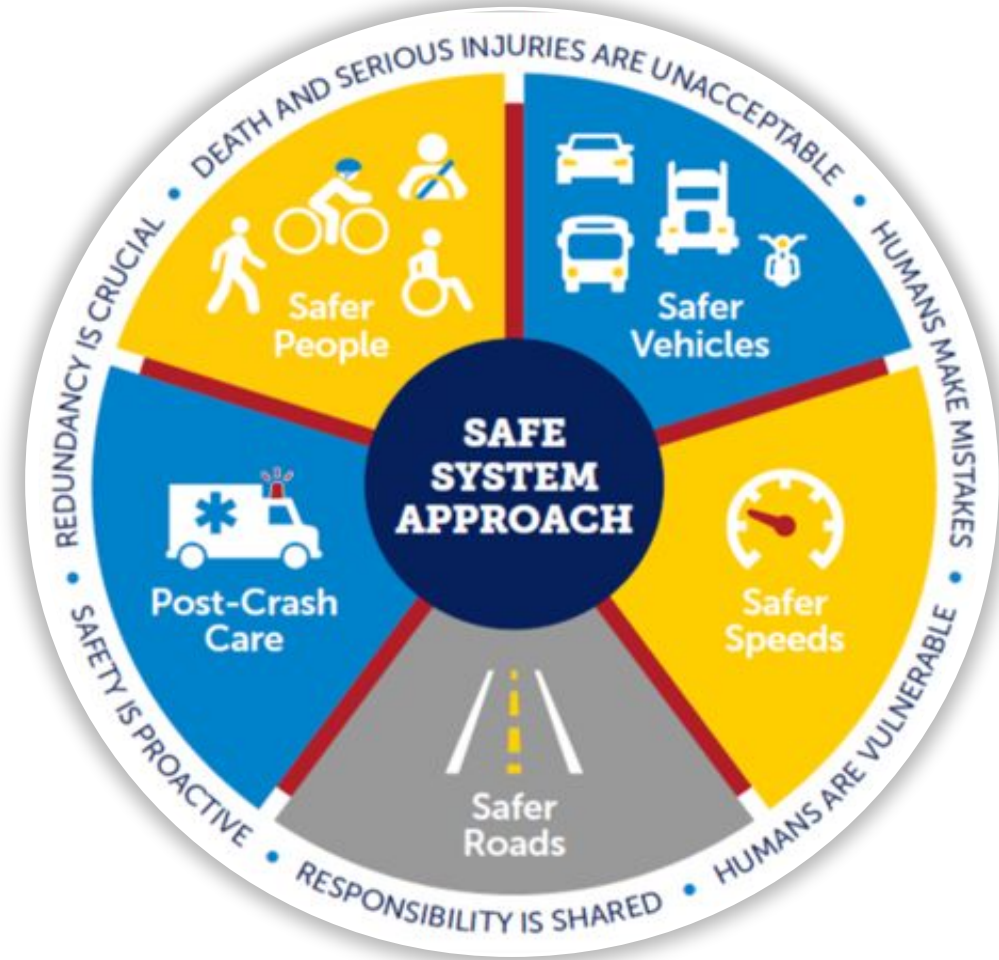 DEATH AND SERIOUS INJURIES ARE UNACCEPTABLE
HUMANS MAKE MISTAKES
HUMANS ARE VULNERABLE
RESPONSIBILITY IS SHARED
SAFETY IS PROACTIVE
REDUNDANCY IS CRUCIAL
Safer
People
Safer
Vehicles
SAFE
SYSTEM
APPROACH
Post-Crash
Care
Safer
Speeds
Safer
Roads